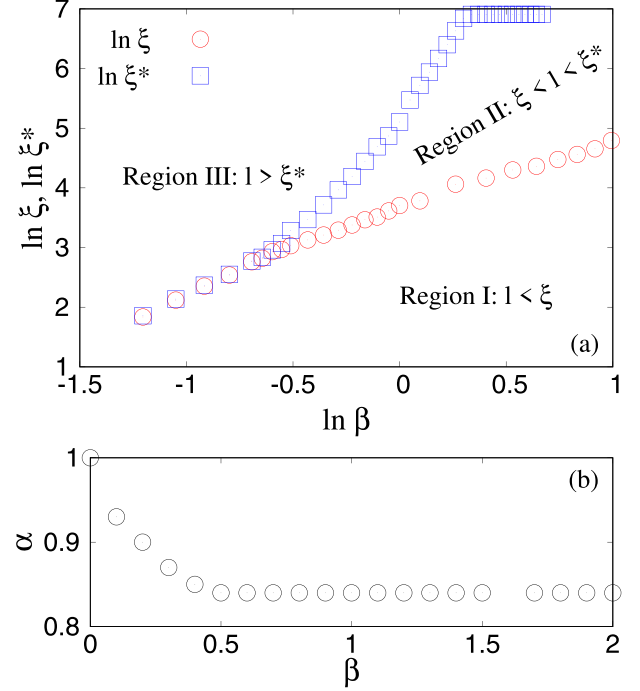 7
6
5
4
3
2
1
ln ξ, ln ξ*
ln ξ
ln ξ*
Region II: ξ < l < ξ*
Region III: l > ξ*
Region I: l < ξ
(a)
-1.5 -1 -0.5 0 0.5 1
ln β
1
0.9
0.8
α
(b)
0 0.5 1 1.5 2
β